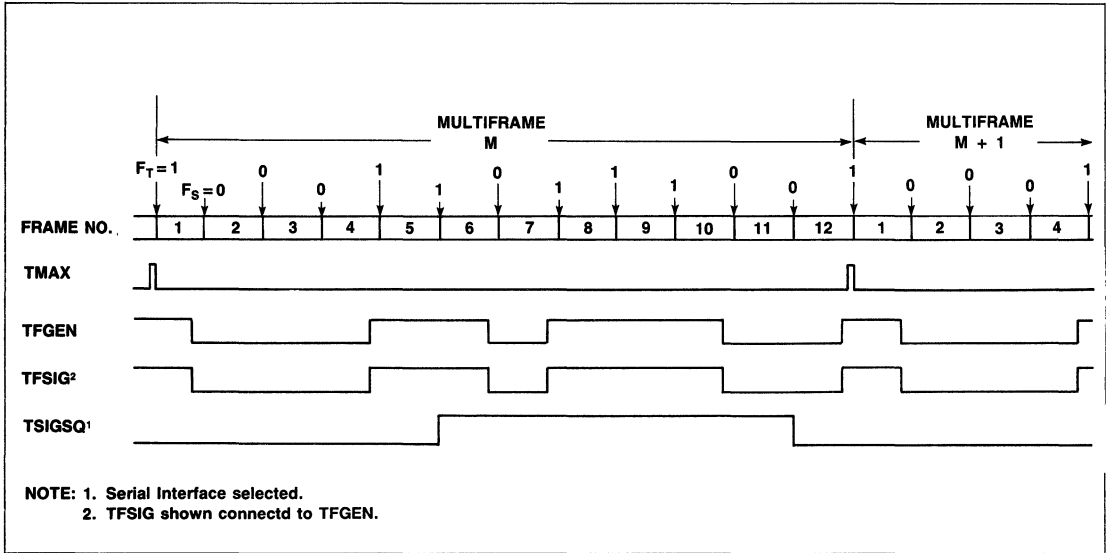 MULTIFRAME
M
MULTIFRAME
M + 1
F_T=1 0 1 0 1 0 1 0 1
F_S=0 0 1 1 1 0 0 0
FRAME NO. 1 2 3 4 5 6 7 8 9 10 11 12 1 2 3 4
TMAX
TFGEN
TFSIG²
TSIGSQ¹
NOTE: 1. Serial Interface selected.
2. TFSIG shown connectd to TFGEN.